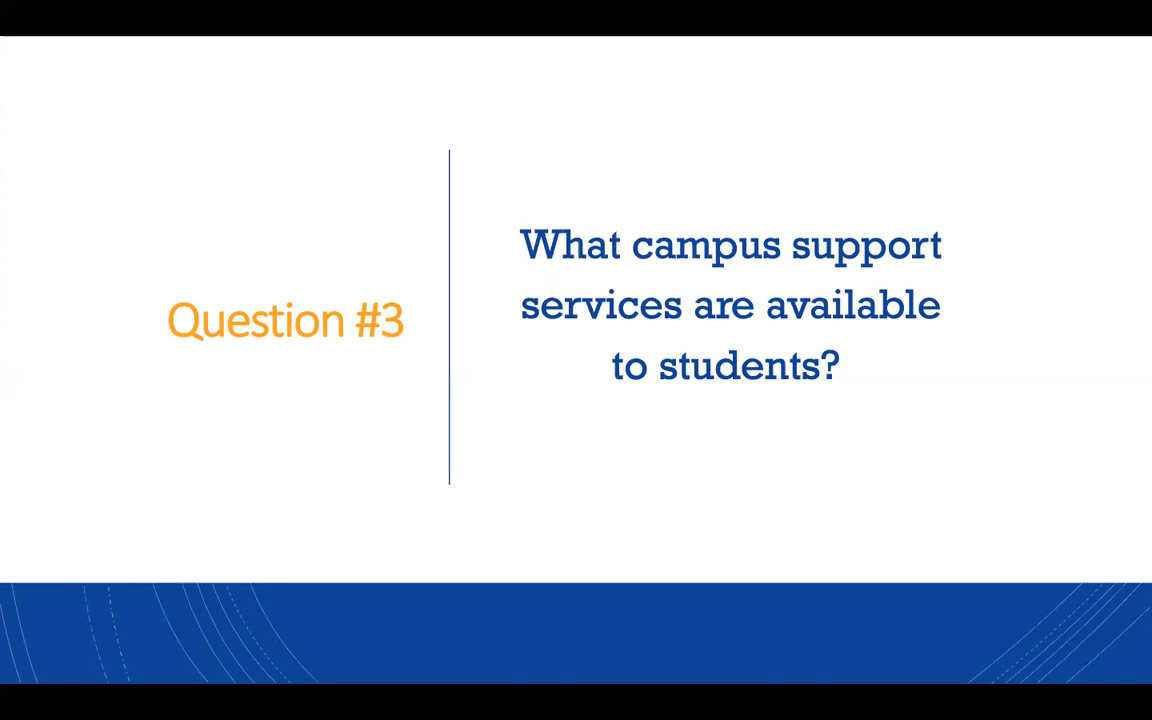 Question #3
What campus support
services are available
to students?